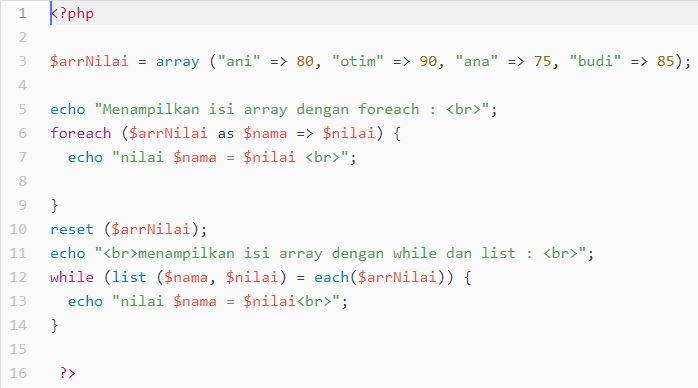 1 <?php
2
3 $arrNilai = array ("ani" => 80, "otim" => 90, "ana" => 75, "budi" => 85);
4
5 echo "Menampilkan isi array dengan foreach : <br>";
6 foreach ($arrNilai as $nama => $nilai) {
7   echo "nilai $nama = $nilai <br>";
8
9 }
10 reset ($arrNilai);
11 echo "<br>menampilkan isi array dengan while dan list : <br>";
12 while (list ($nama, $nilai) = each($arrNilai)) {
13   echo "nilai $nama = $nilai<br>";
14 }
15
16  ?>